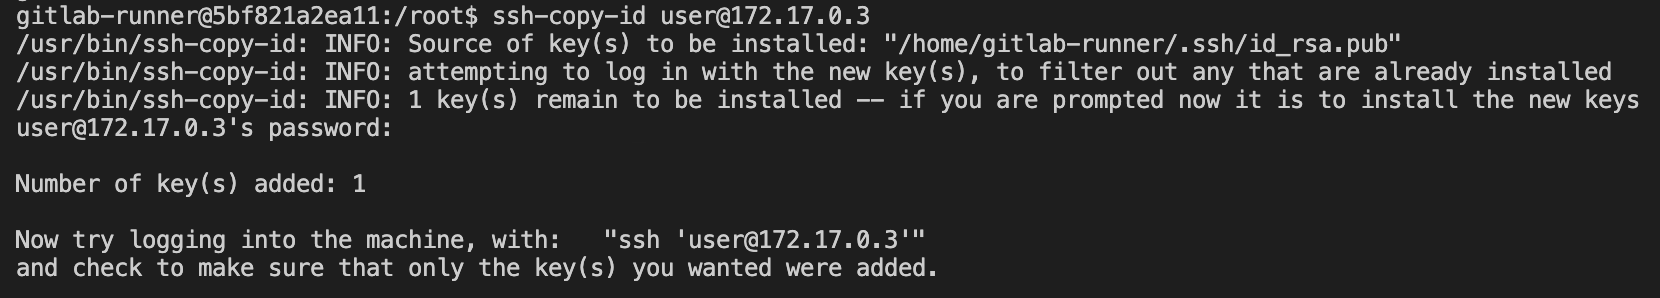 gitlab-runner@5bf821a2ea11:/root$ ssh-copy-id user@172.17.0.3
/usr/bin/ssh-copy-id: INFO: Source of key(s) to be installed: "/home/gitlab-runner/.ssh/id_rsa.pub"
/usr/bin/ssh-copy-id: INFO: attempting to log in with the new key(s), to filter out any that are already installed
/usr/bin/ssh-copy-id: INFO: 1 key(s) remain to be installed -- if you are prompted now it is to install the new keys
user@172.17.0.3's password:

Number of key(s) added: 1

Now try logging into the machine, with:   "ssh 'user@172.17.0.3'"
and check to make sure that only the key(s) you wanted were added.